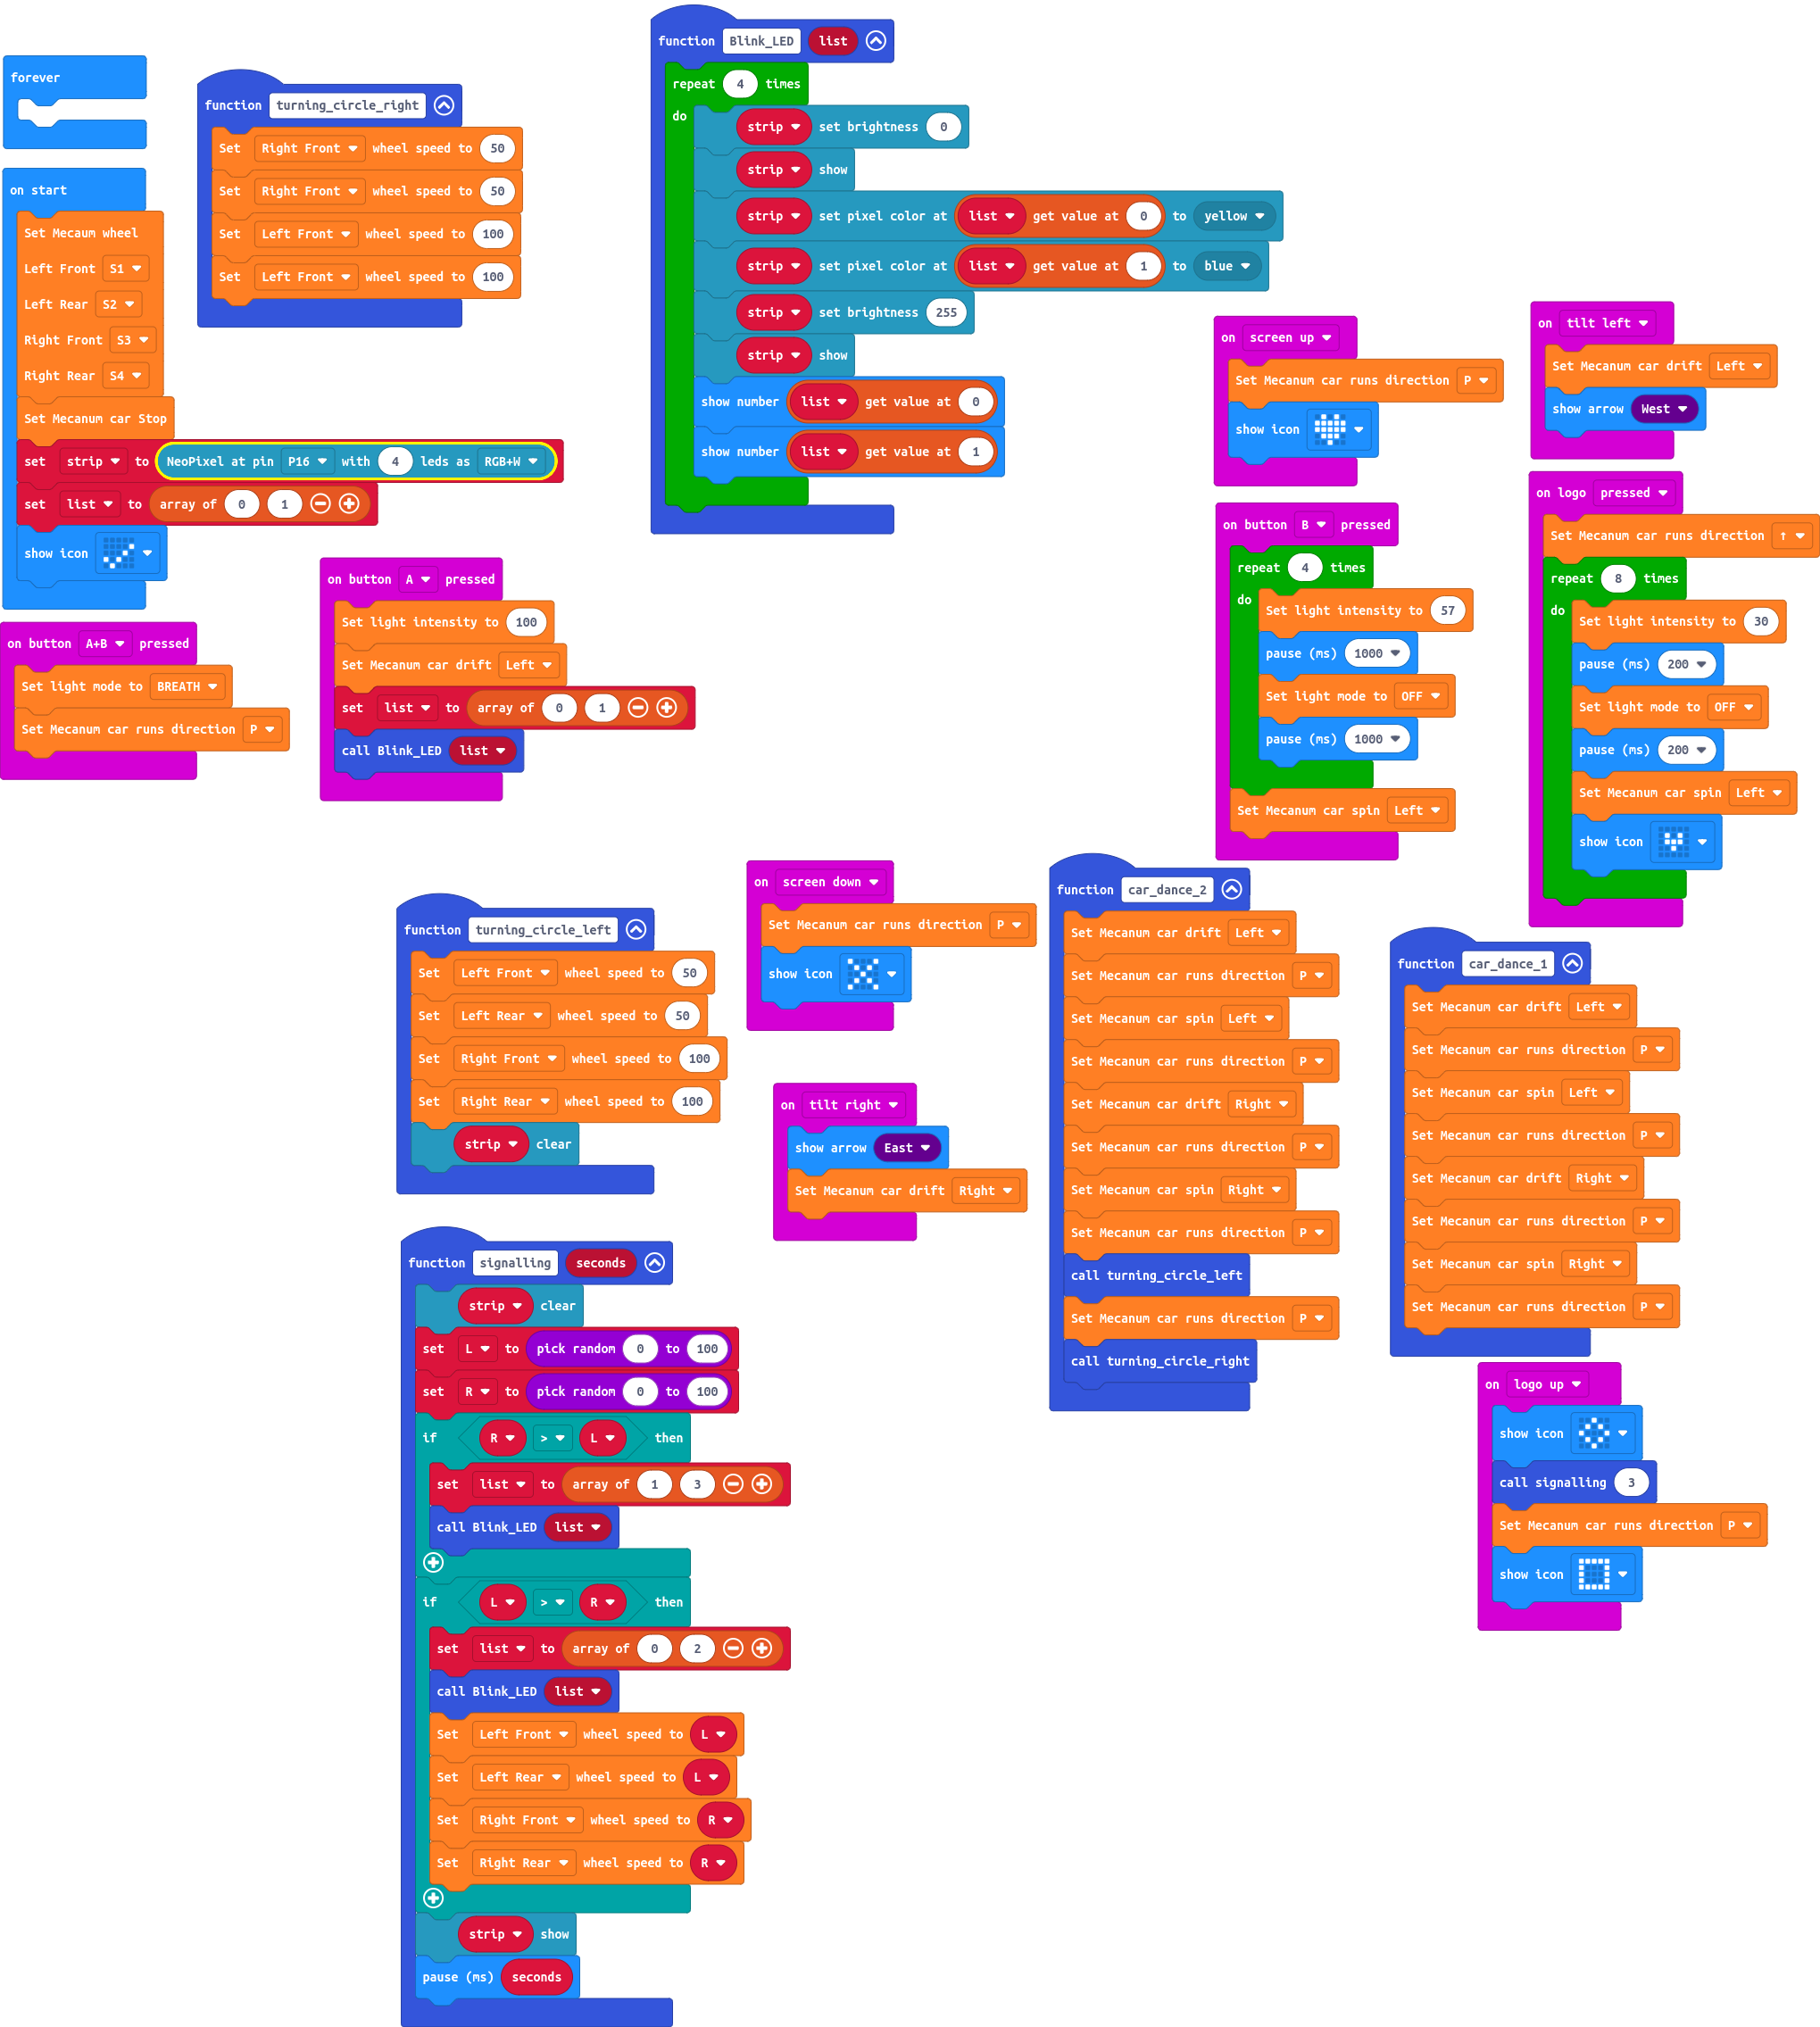 forever
on start
Set Mecaum wheel
Left Front S1
Left Rear S2
Right Front S3
Right Rear S4
Set Mecanum car Stop
set strip to NeoPixel at pin P16 with 4 leds as RGB+W
set list to array of 0 1
show icon
on button A+B pressed
Set light mode to BREATH
Set Mecanum car runs direction P
function turning_circle_right
Set Right Front wheel speed to 50
Set Right Front wheel speed to 50
Set Left Front wheel speed to 100
Set Left Front wheel speed to 100
on button A pressed
Set light intensity to 100
Set Mecanum car drift Left
set list to array of 0 1
call Blink_LED list
function Blink_LED list
repeat 4 times
do
strip set brightness 0
strip show
strip set pixel color at list get value at 0 to yellow
strip set pixel color at list get value at 1 to blue
strip set brightness 255
strip show
show number list get value at 0
show number list get value at 1
on screen up
Set Mecanum car runs direction P
show icon
on tilt left
Set Mecanum car drift Left
show arrow West
on button B pressed
repeat 4 times
do
Set light intensity to 57
pause (ms) 1000
Set light mode to OFF
pause (ms) 1000
Set Mecanum car spin Left
on logo pressed
Set Mecanum car runs direction ↑
repeat 8 times
do
Set light intensity to 30
pause (ms) 200
Set light mode to OFF
pause (ms) 200
Set Mecanum car spin Left
show icon
function turning_circle_left
Set Left Front wheel speed to 50
Set Left Rear wheel speed to 50
Set Right Front wheel speed to 100
Set Right Rear wheel speed to 100
strip clear
on screen down
Set Mecanum car runs direction P
show icon
on tilt right
show arrow East
Set Mecanum car drift Right
function car_dance_2
Set Mecanum car drift Left
Set Mecanum car runs direction P
Set Mecanum car spin Left
Set Mecanum car runs direction P
Set Mecanum car drift Right
Set Mecanum car runs direction P
Set Mecanum car spin Right
Set Mecanum car runs direction P
call turning_circle_left
Set Mecanum car runs direction P
call turning_circle_right
function car_dance_1
Set Mecanum car drift Left
Set Mecanum car runs direction P
Set Mecanum car spin Left
Set Mecanum car runs direction P
Set Mecanum car drift Right
Set Mecanum car runs direction P
Set Mecanum car spin Right
Set Mecanum car runs direction P
function signalling seconds
strip clear
set L to pick random 0 to 100
set R to pick random 0 to 100
if R > L then
set list to array of 1 3
call Blink_LED list
if L > R then
set list to array of 0 2
call Blink_LED list
Set Left Front wheel speed to L
Set Left Rear wheel speed to L
Set Right Front wheel speed to R
Set Right Rear wheel speed to R
strip show
pause (ms) seconds
on logo up
show icon
call signalling 3
Set Mecanum car runs direction P
show icon